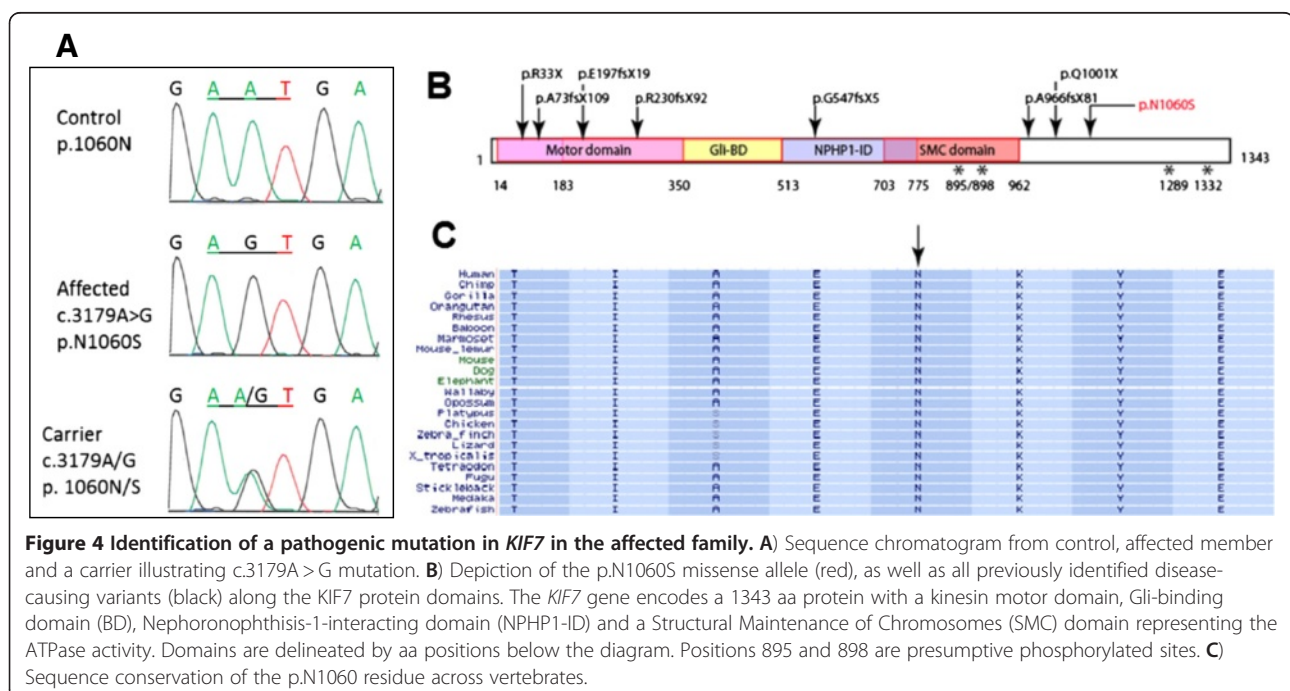 A
G A A T G A
Control
p.1060N
G A G T G A
Affected
c.3179A>G
p.N1060S
G A A/G T G A
Carrier
c.3179A/G
p. 1060N/S
B
p.R33X p.E197fsX19 p.Q1001X
p.A73fsX109 p.R230fsX92 p.G547fsX5 p.A966fsX81 p.N1060S
1 Motor domain Gli-BD NPHP1-ID SMC domain 1343
* * * *
14 183 350 513 703 775 895/898 962 1289 1332
C
Human T I A E N K Y E
Chimp T I A E N K Y E
Gorilla T I A E N K Y E
Orangutan T I A E N K Y E
Rhesus T I A E N K Y E
Baboon T I A E N K Y E
Marmoset T I A E N K Y E
Mouse_lemur T I A E N K Y E
Mouse T I A E N K Y E
Dog T I A E N K Y E
Elephant T I A E N K Y E
Wallaby T I A E N K Y E
Opossum T I A E N K Y E
Platypus T I S E N K Y E
Chicken T I S E N K Y E
Zebra_finch T I S E N K Y E
Lizard T I S E N K Y E
X_tropicalis T I S E N K Y E
Tetraodon T I A E N K Y E
Fugu T I A E N K Y E
Stickleback T I A E N K Y E
Medaka T I A E N K Y E
Zebrafish T I A E N K Y E
Figure 4 Identification of a pathogenic mutation in KIF7 in the affected family. A) Sequence chromatogram from control, affected member
and a carrier illustrating c.3179A > G mutation. B) Depiction of the p.N1060S missense allele (red), as well as all previously identified disease-
causing variants (black) along the KIF7 protein domains. The KIF7 gene encodes a 1343 aa protein with a kinesin motor domain, Gli-binding
domain (BD), Nephoronophthisis-1-interacting domain (NPHP1-ID) and a Structural Maintenance of Chromosomes (SMC) domain representing the
ATPase activity. Domains are delineated by aa positions below the diagram. Positions 895 and 898 are presumptive phosphorylated sites. C)
Sequence conservation of the p.N1060 residue across vertebrates.